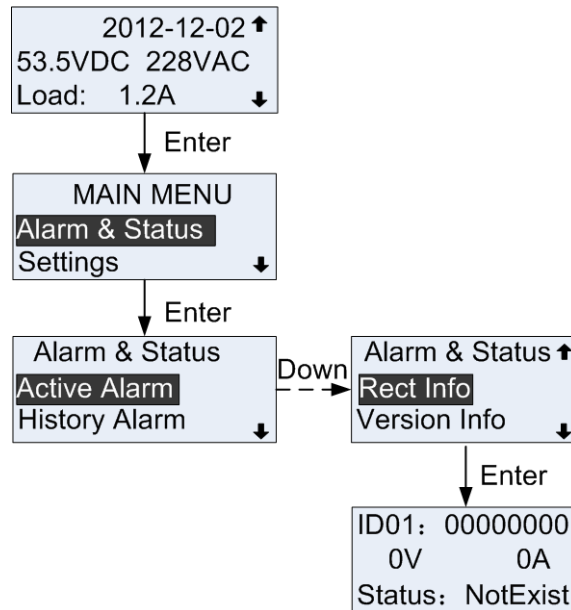 2012-12-02
53.5VDC 228VAC
Load: 1.2A
Enter
MAIN MENU
Alarm & Status
Settings
Enter
Alarm & Status
Active Alarm
History Alarm
Down
Alarm & Status
Rect Info
Version Info
Enter
ID01：00000000
0V 0A
Status：NotExist